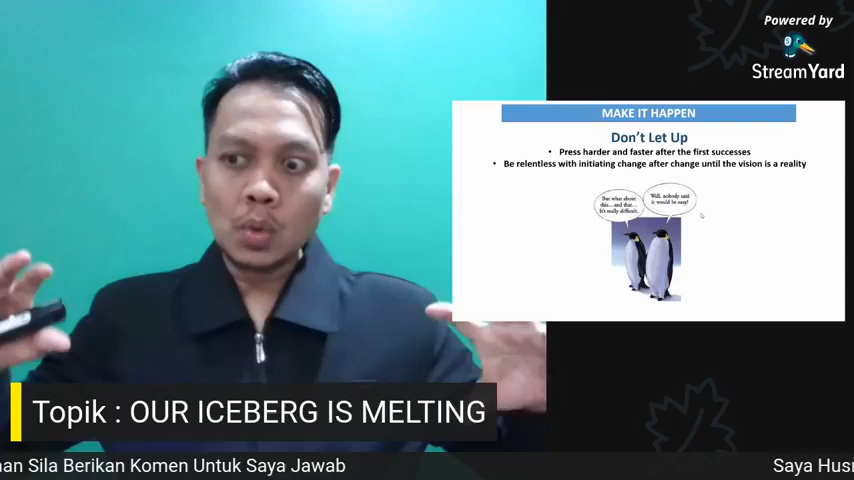 Powered by
StreamYard
MAKE IT HAPPEN
Don't Let Up
• Press harder and faster after the first successes
• Be relentless with initiating change after change until the vision is a reality
But what about
this....and that...
It's really difficult.
Well, nobody said
it would be easy!
Topik : OUR ICEBERG IS MELTING
Sila Berikan Komen Untuk Saya Jawab
Saya